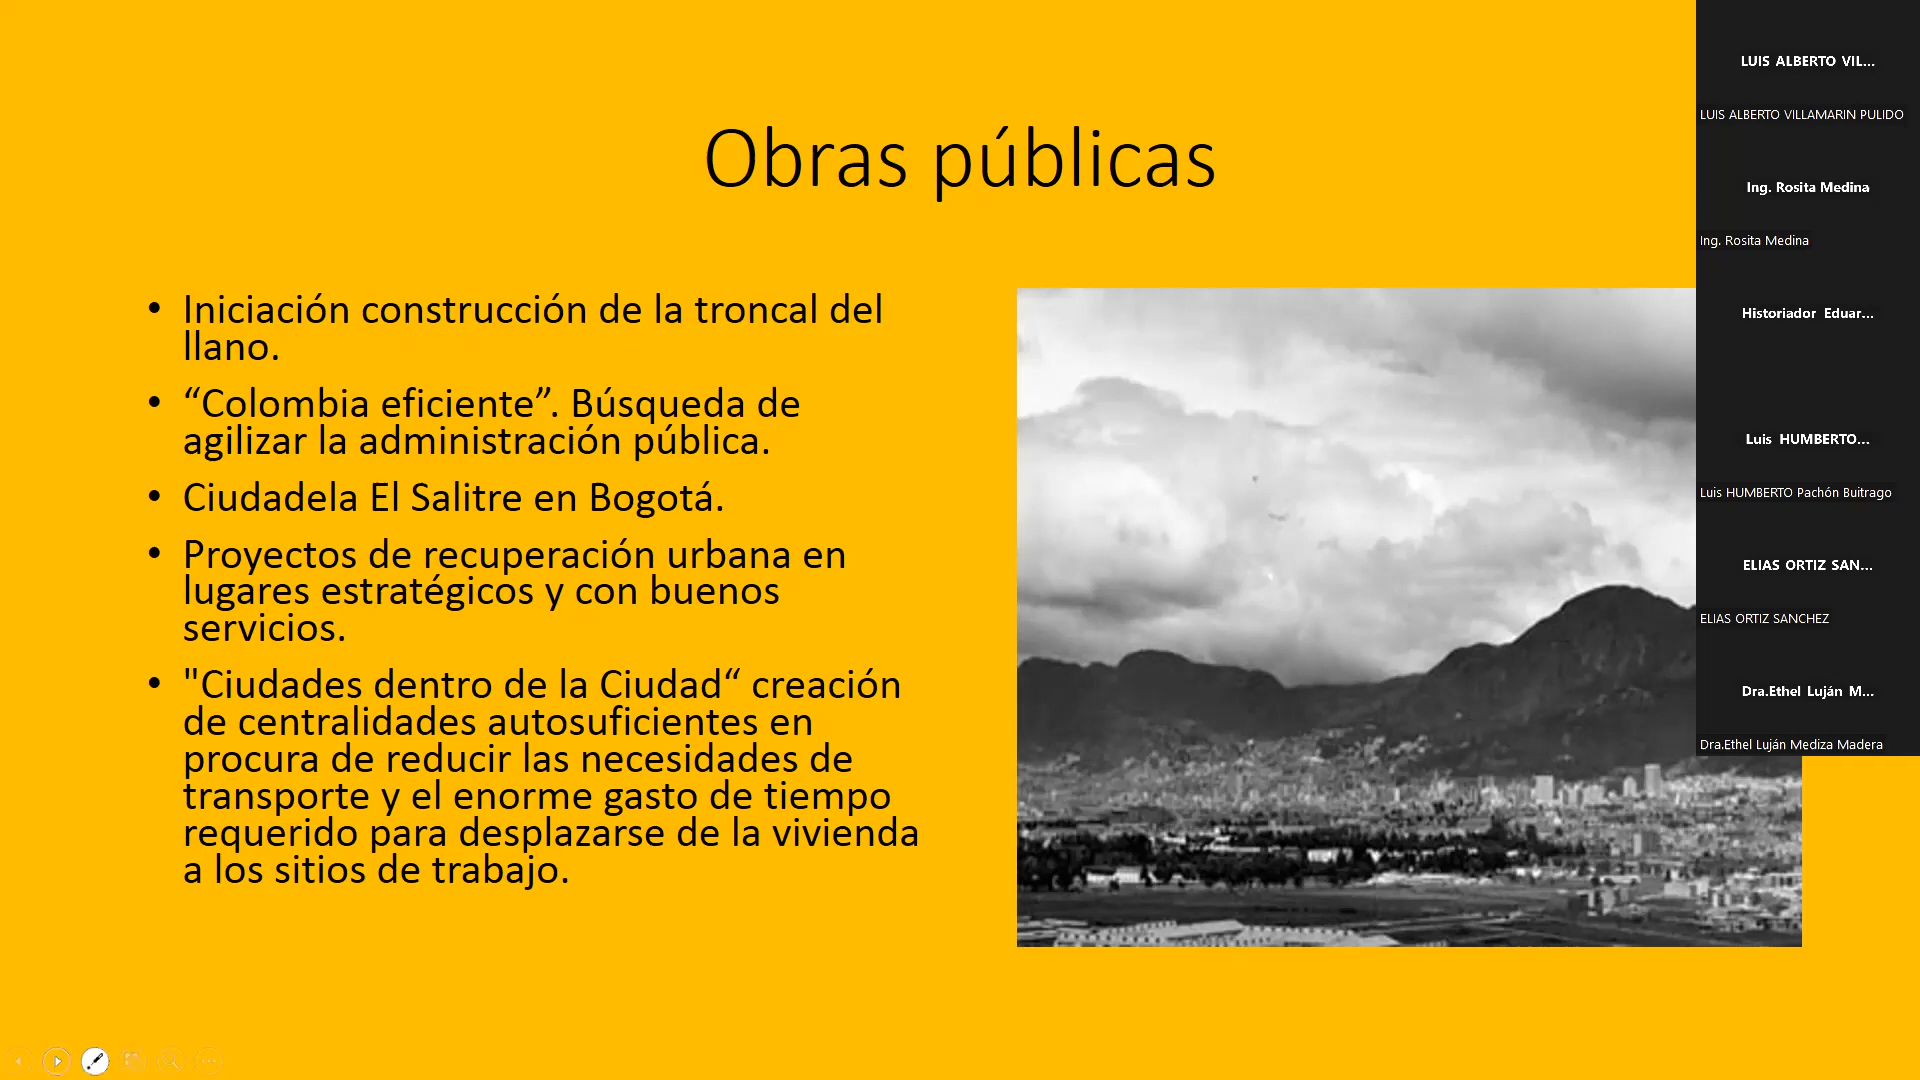 Obras públicas
• Iniciación construcción de la troncal del
llano.
• “Colombia eficiente”. Búsqueda de
agilizar la administración pública.
• Ciudadela El Salitre en Bogotá.
• Proyectos de recuperación urbana en
lugares estratégicos y con buenos
servicios.
• "Ciudades dentro de la Ciudad“ creación
de centralidades autosuficientes en
procura de reducir las necesidades de
transporte y el enorme gasto de tiempo
requerido para desplazarse de la vivienda
a los sitios de trabajo.
LUIS ALBERTO VIL...
LUIS ALBERTO VILLAMARIN PULIDO
Ing. Rosita Medina
Ing. Rosita Medina
Historiador Eduar...
Luis HUMBERTO...
Luis HUMBERTO Pachón Buitrago
ELIAS ORTIZ SAN...
ELIAS ORTIZ SANCHEZ
Dra.Ethel Luján M...
Dra.Ethel Luján Mediza Madera